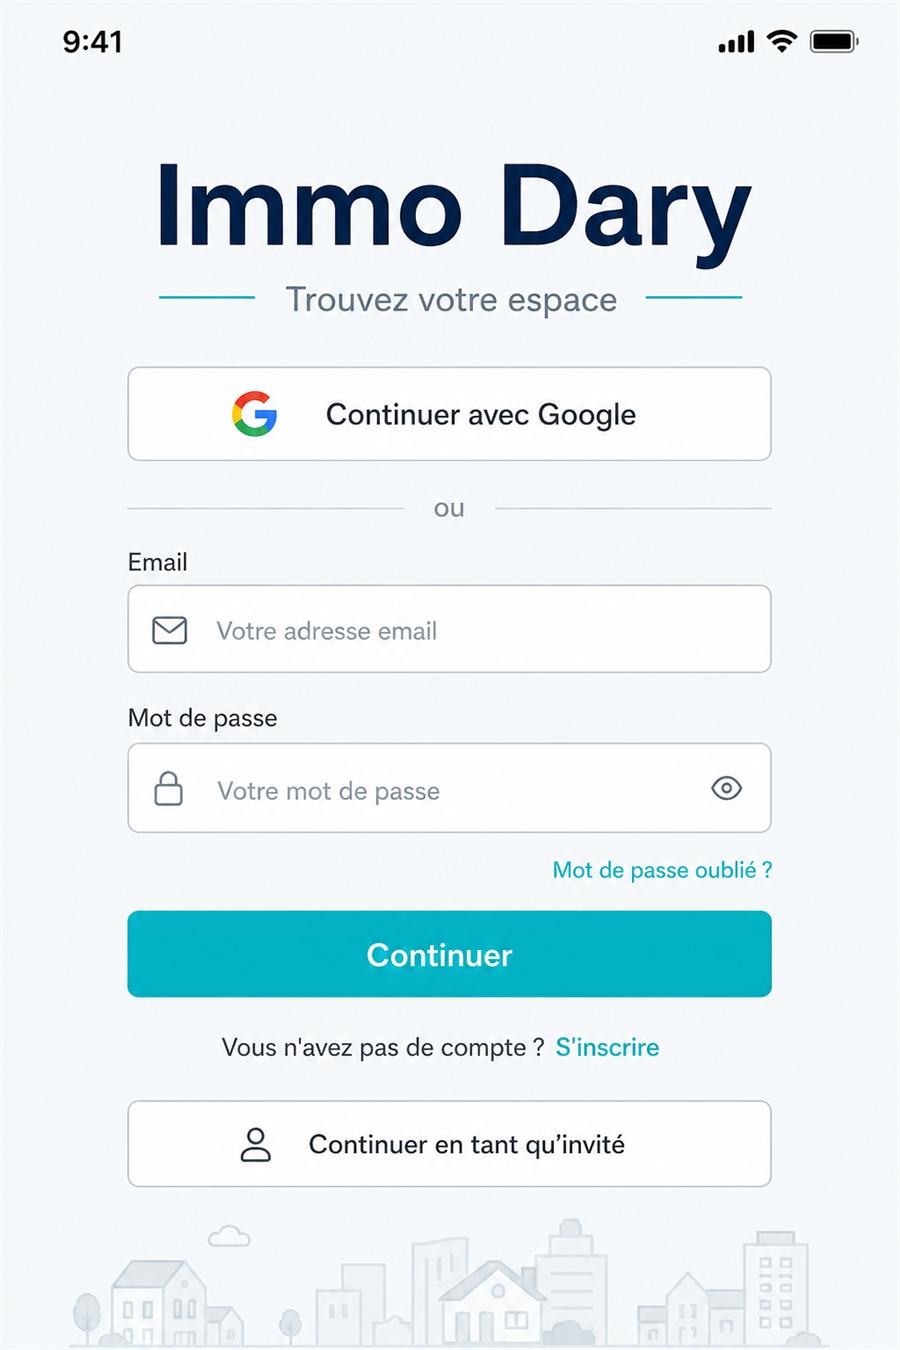 9:41
Immo Dary
Trouvez votre espace
Continuer avec Google
ou
Email
Votre adresse email
Mot de passe
Votre mot de passe
Mot de passe oublié ?
Continuer
Vous n'avez pas de compte ? S'inscrire
Continuer en tant qu’invité